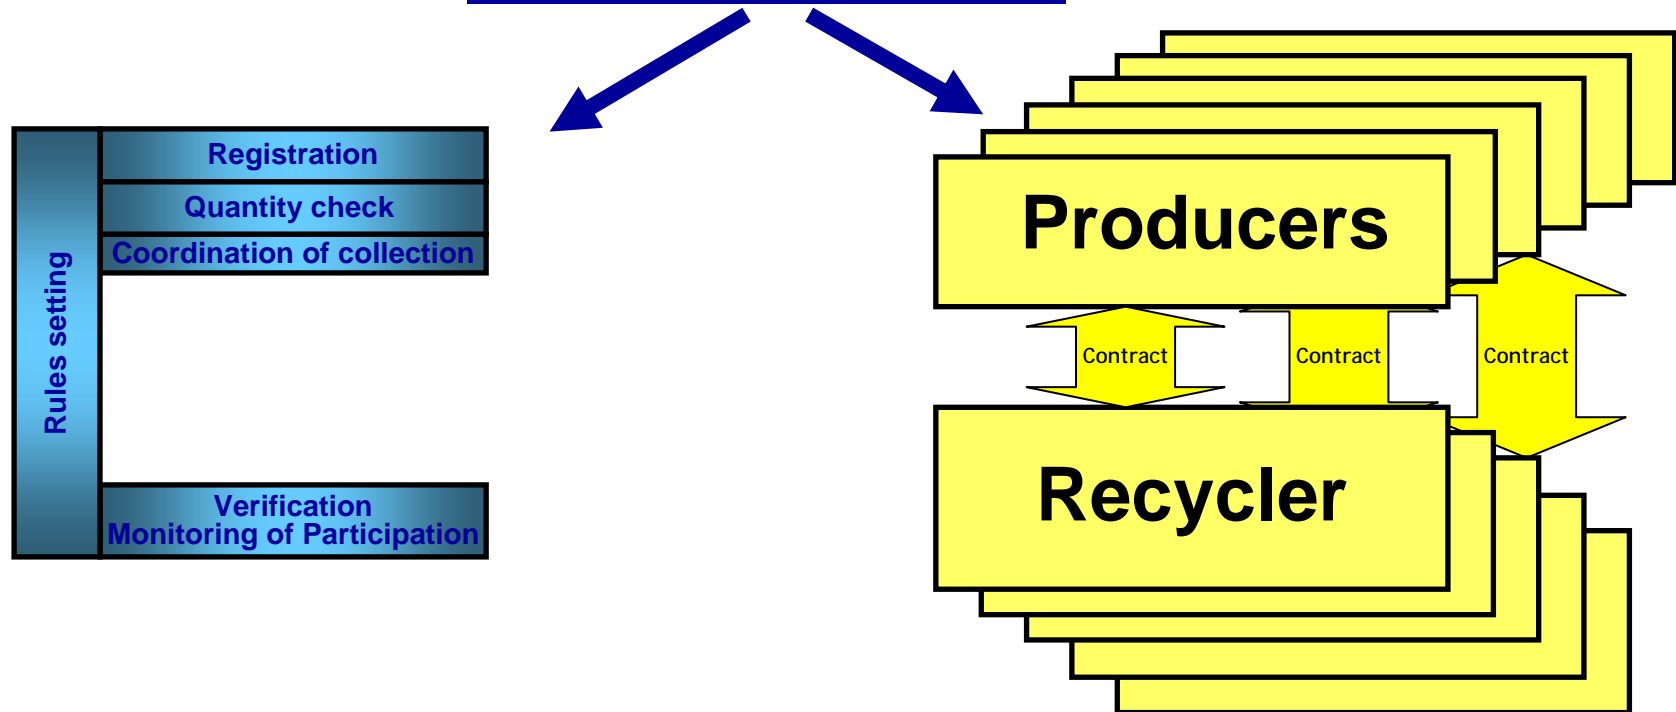 Rules setting
Registration
Quantity check
Coordination of collection
Verification
Monitoring of Participation
Producers
Contract
Contract
Contract
Recycler